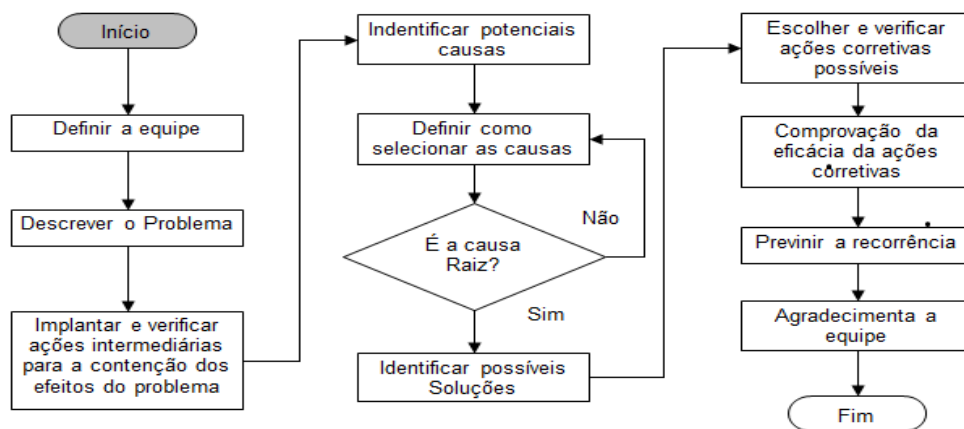 Início
Definir a equipe
Descrever o Problema
Implantar e verificar
ações intermediárias
para a contenção dos
efeitos do problema
Indentificar potenciais
causas
Definir como
selecionar as causas
É a causa
Raiz?
Não
Sim
Identificar possíveis
Soluções
Escolher e verificar
ações corretivas
possíveis
Comprovação da
eficácia da ações
corretivas
Previnir a recorrência
Agradecimenta a
equipe
Fim